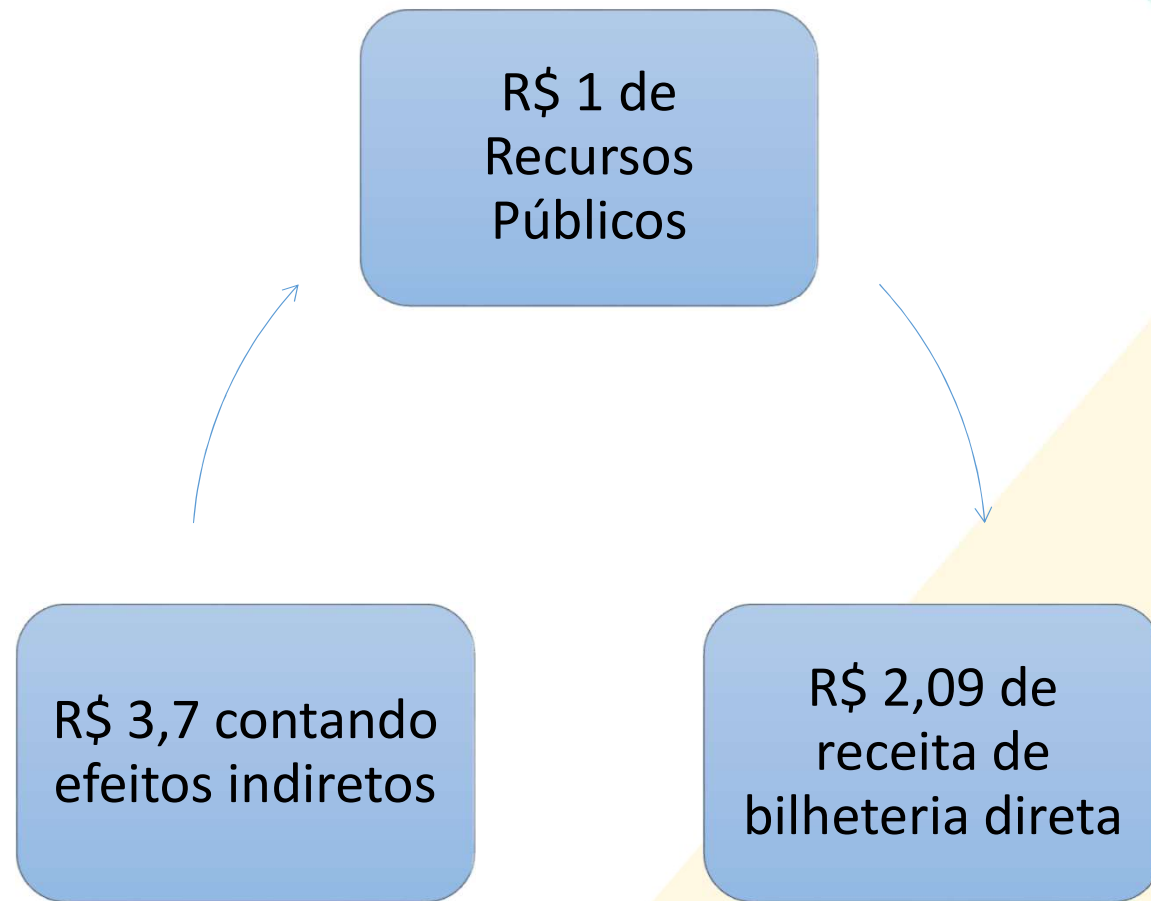 R$ 1 de
Recursos
Públicos
R$ 3,7 contando
efeitos indiretos
R$ 2,09 de
receita de
bilheteria direta